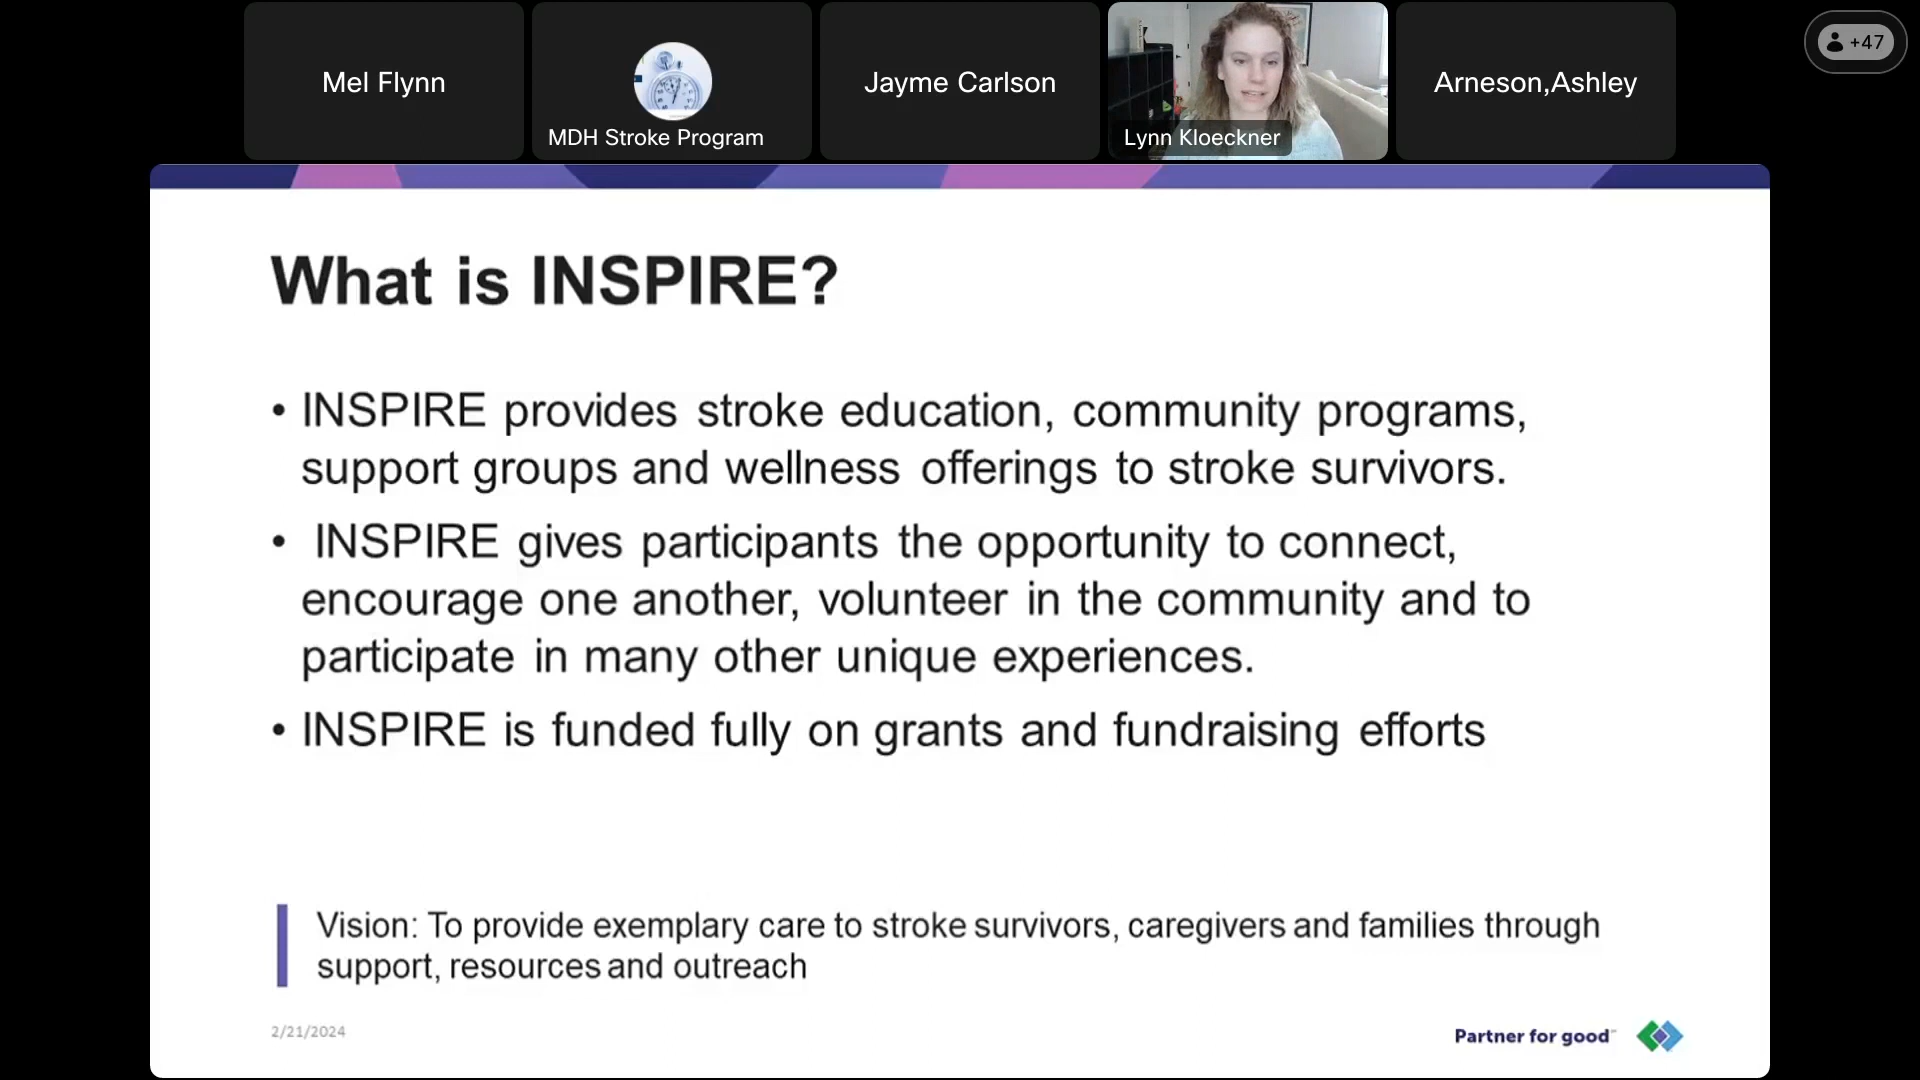 Mel Flynn
MDH Stroke Program
Jayme Carlson
Lynn Kloeckner
Arneson,Ashley
+47
What is INSPIRE?
• INSPIRE provides stroke education, community programs,
support groups and wellness offerings to stroke survivors.
• INSPIRE gives participants the opportunity to connect,
encourage one another, volunteer in the community and to
participate in many other unique experiences.
• INSPIRE is funded fully on grants and fundraising efforts
Vision: To provide exemplary care to stroke survivors, caregivers and families through
support, resources and outreach
2/21/2024
Partner for good